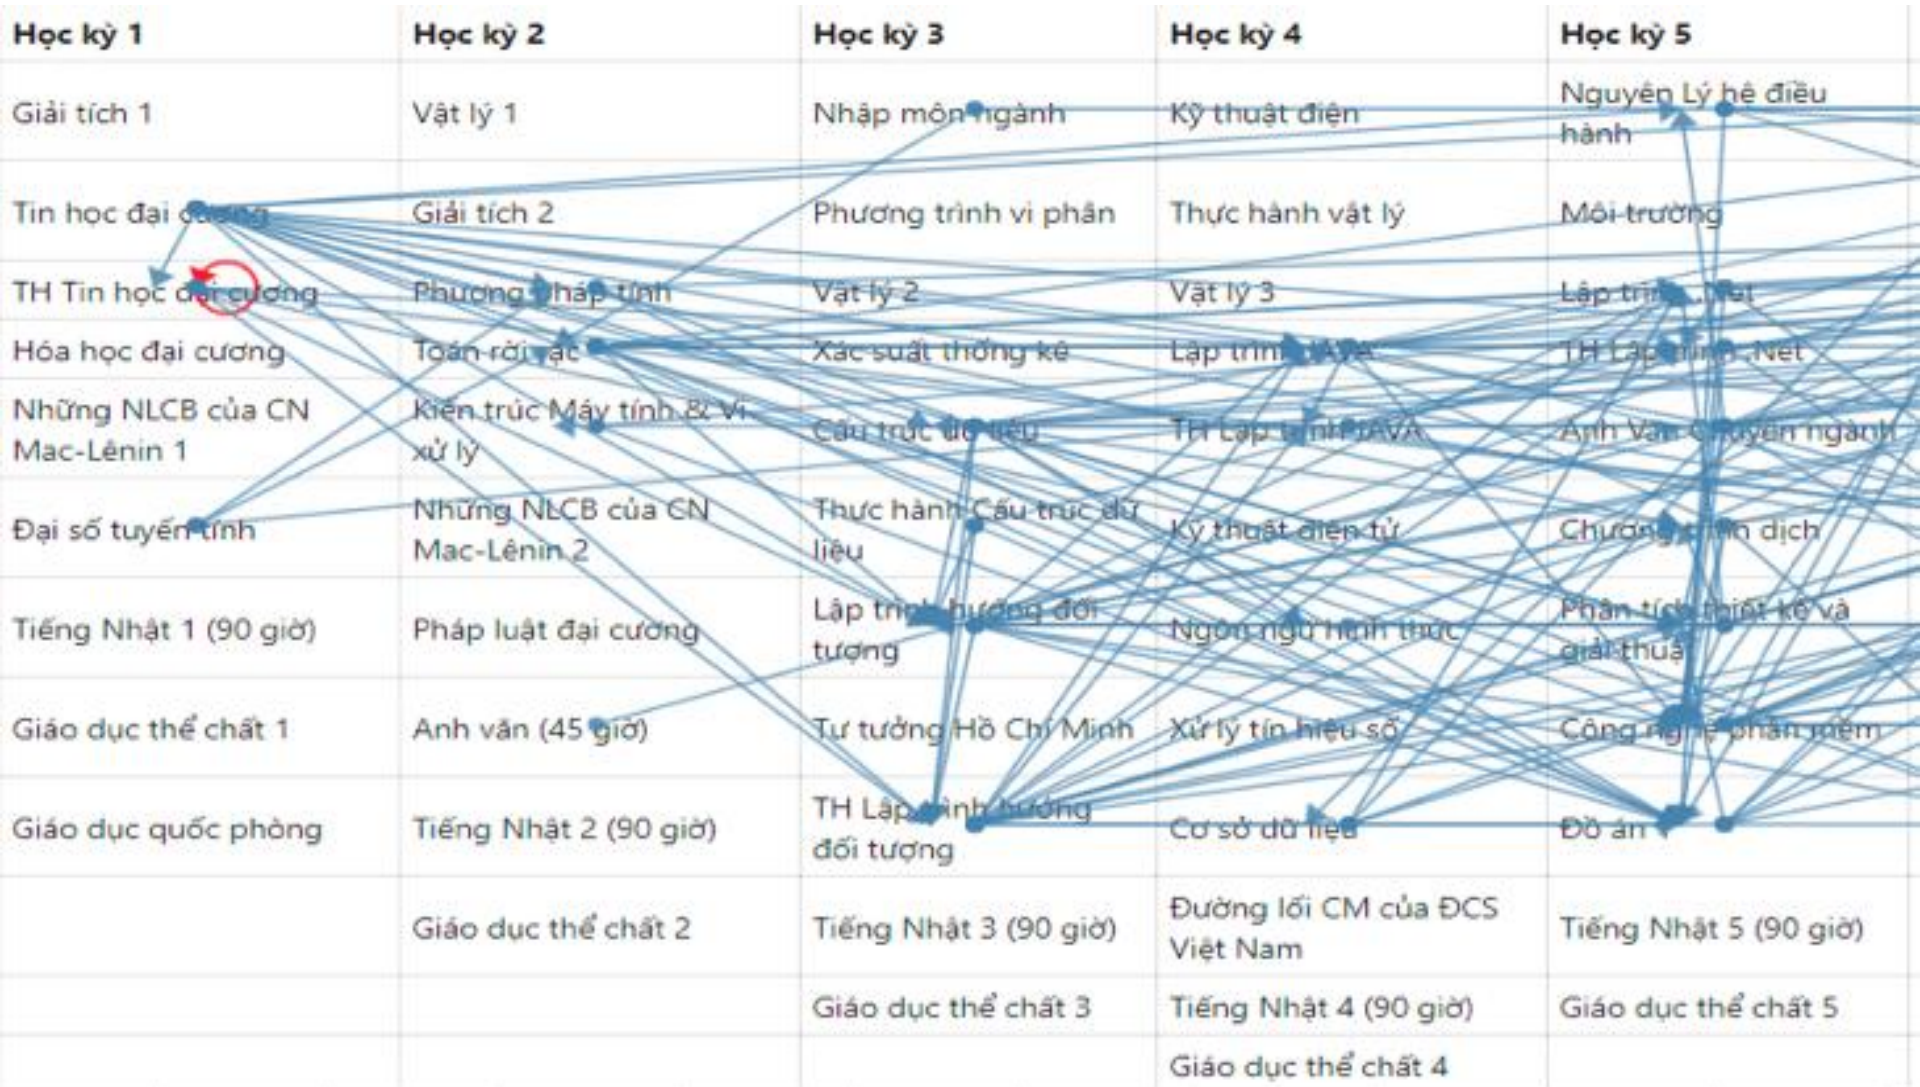 Học kỳ 1
Học kỳ 2
Học kỳ 3
Học kỳ 4
Học kỳ 5
Giải tích 1
Vật lý 1
Nhập môn ngành
Kỹ thuật điện
Nguyên Lý hệ điều
hành
Tin học đại cương
Giải tích 2
Phương trình vi phân
Thực hành vật lý
Môi trường
TH Tin học đại cương
Phương pháp tính
Vật lý 2
Vật lý 3
Lập trình .Net
Hóa học đại cương
Toán rời rạc
Xác suất thống kê
Lập trình JAVA
TH Lập trình .Net
Những NLCB của CN
Mac-Lênin 1
Kiến trúc Máy tính & Vi
xử lý
Cấu trúc dữ liệu
TH Lập trình JAVA
Anh Văn Chuyên ngành
Đại số tuyến tính
Những NLCB của CN
Mac-Lênin 2
Thực hành Cấu trúc dữ
liệu
Kỹ thuật điện tử
Chương trình dịch
Tiếng Nhật 1 (90 giờ)
Pháp luật đại cương
Lập trình hướng đối
tượng
Ngôn ngữ hình thức
Phân tích thiết kế và
giải thuật
Giáo dục thể chất 1
Anh văn (45 giờ)
Tư tưởng Hồ Chí Minh
Xử lý tín hiệu số
Công nghệ phần mềm
Giáo dục quốc phòng
Tiếng Nhật 2 (90 giờ)
TH Lập trình hướng
đối tượng
Cơ sở dữ liệu
Đồ án
Giáo dục thể chất 2
Tiếng Nhật 3 (90 giờ)
Đường lối CM của ĐCS
Việt Nam
Tiếng Nhật 5 (90 giờ)
Giáo dục thể chất 3
Tiếng Nhật 4 (90 giờ)
Giáo dục thể chất 5
Giáo dục thể chất 4